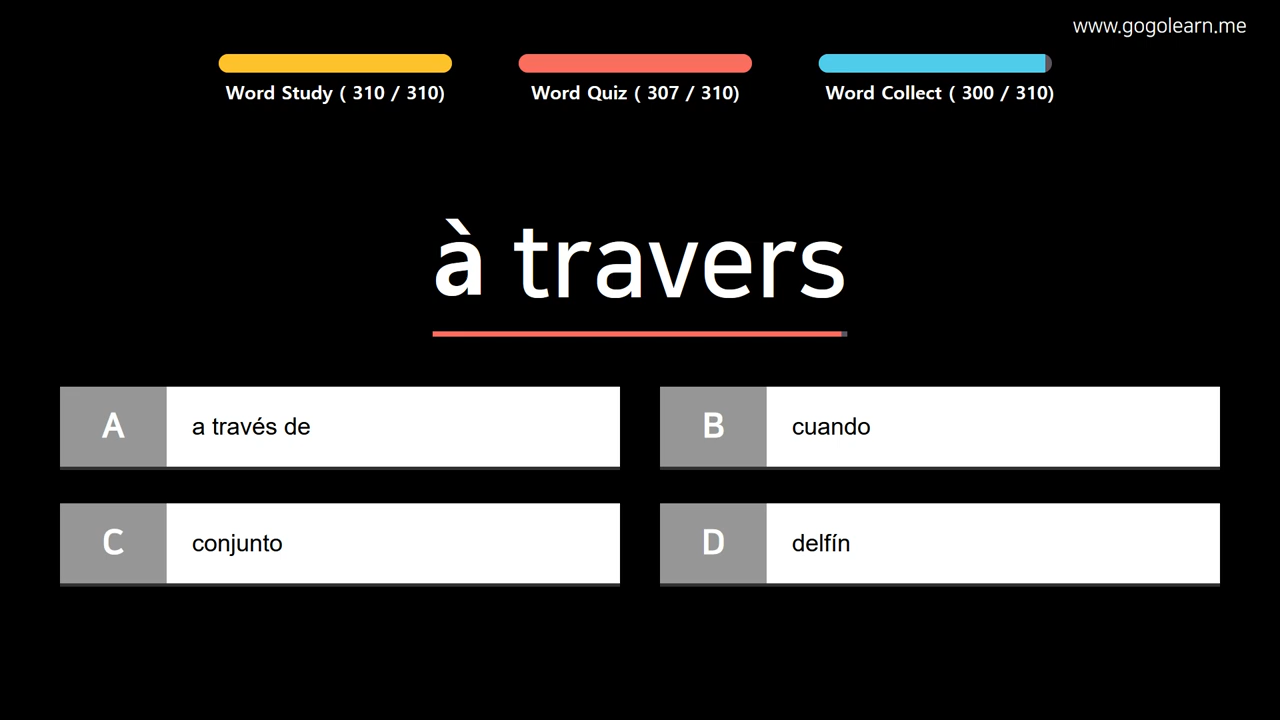 www.gogolearn.me
Word Study ( 310 / 310)
Word Quiz ( 307 / 310)
Word Collect ( 300 / 310)
à travers
A a través de
B cuando
C conjunto
D delfín